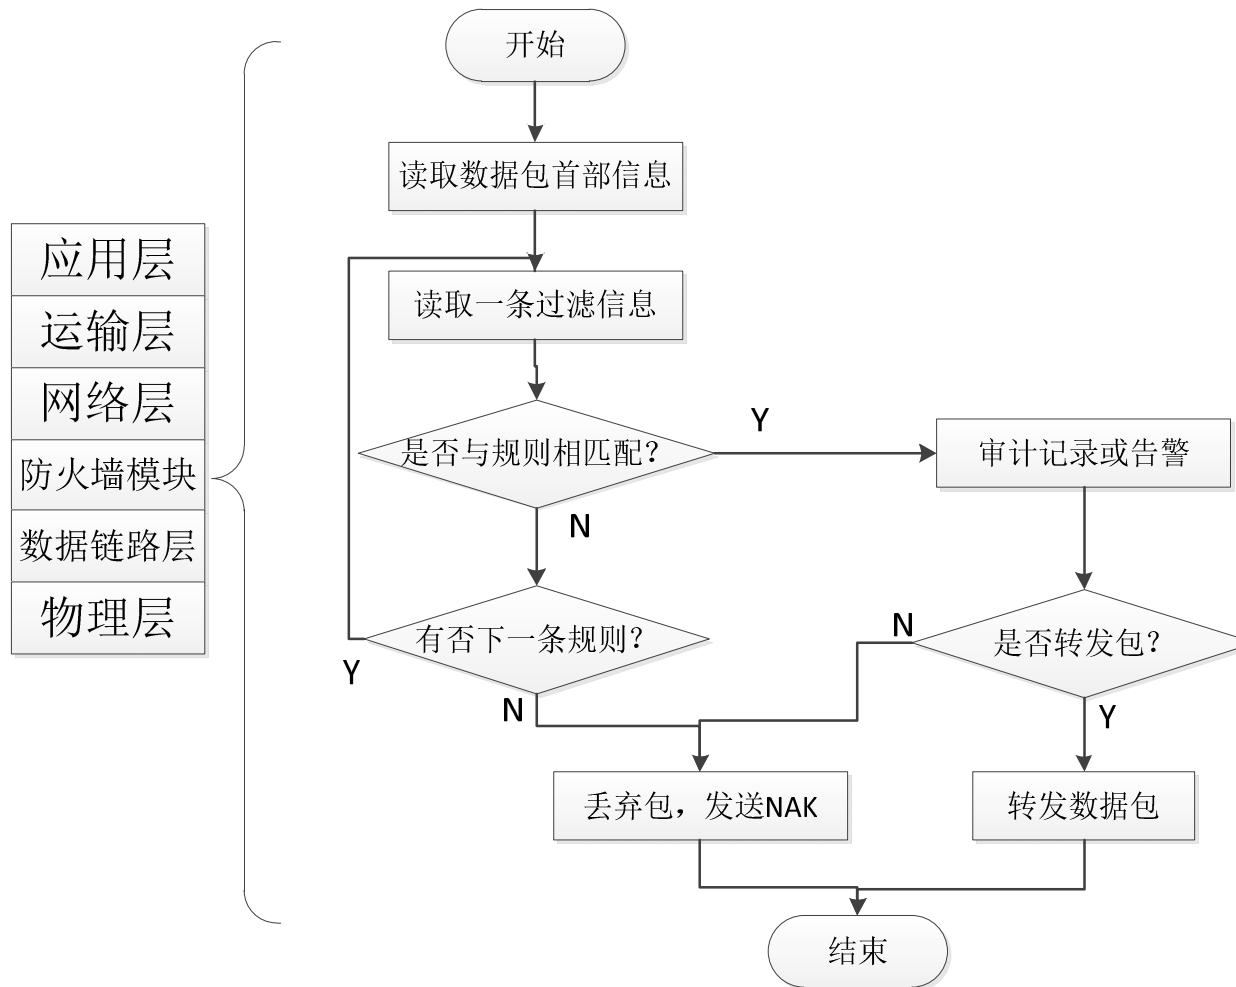 应用层
运输层
网络层
防火墙模块
数据链路层
物理层
开始
读取数据包首部信息
读取一条过滤信息
是否与规则相匹配？
Y
审计记录或告警
N
有否下一条规则？
Y
N
是否转发包？
N
Y
丢弃包，发送NAK
转发数据包
结束